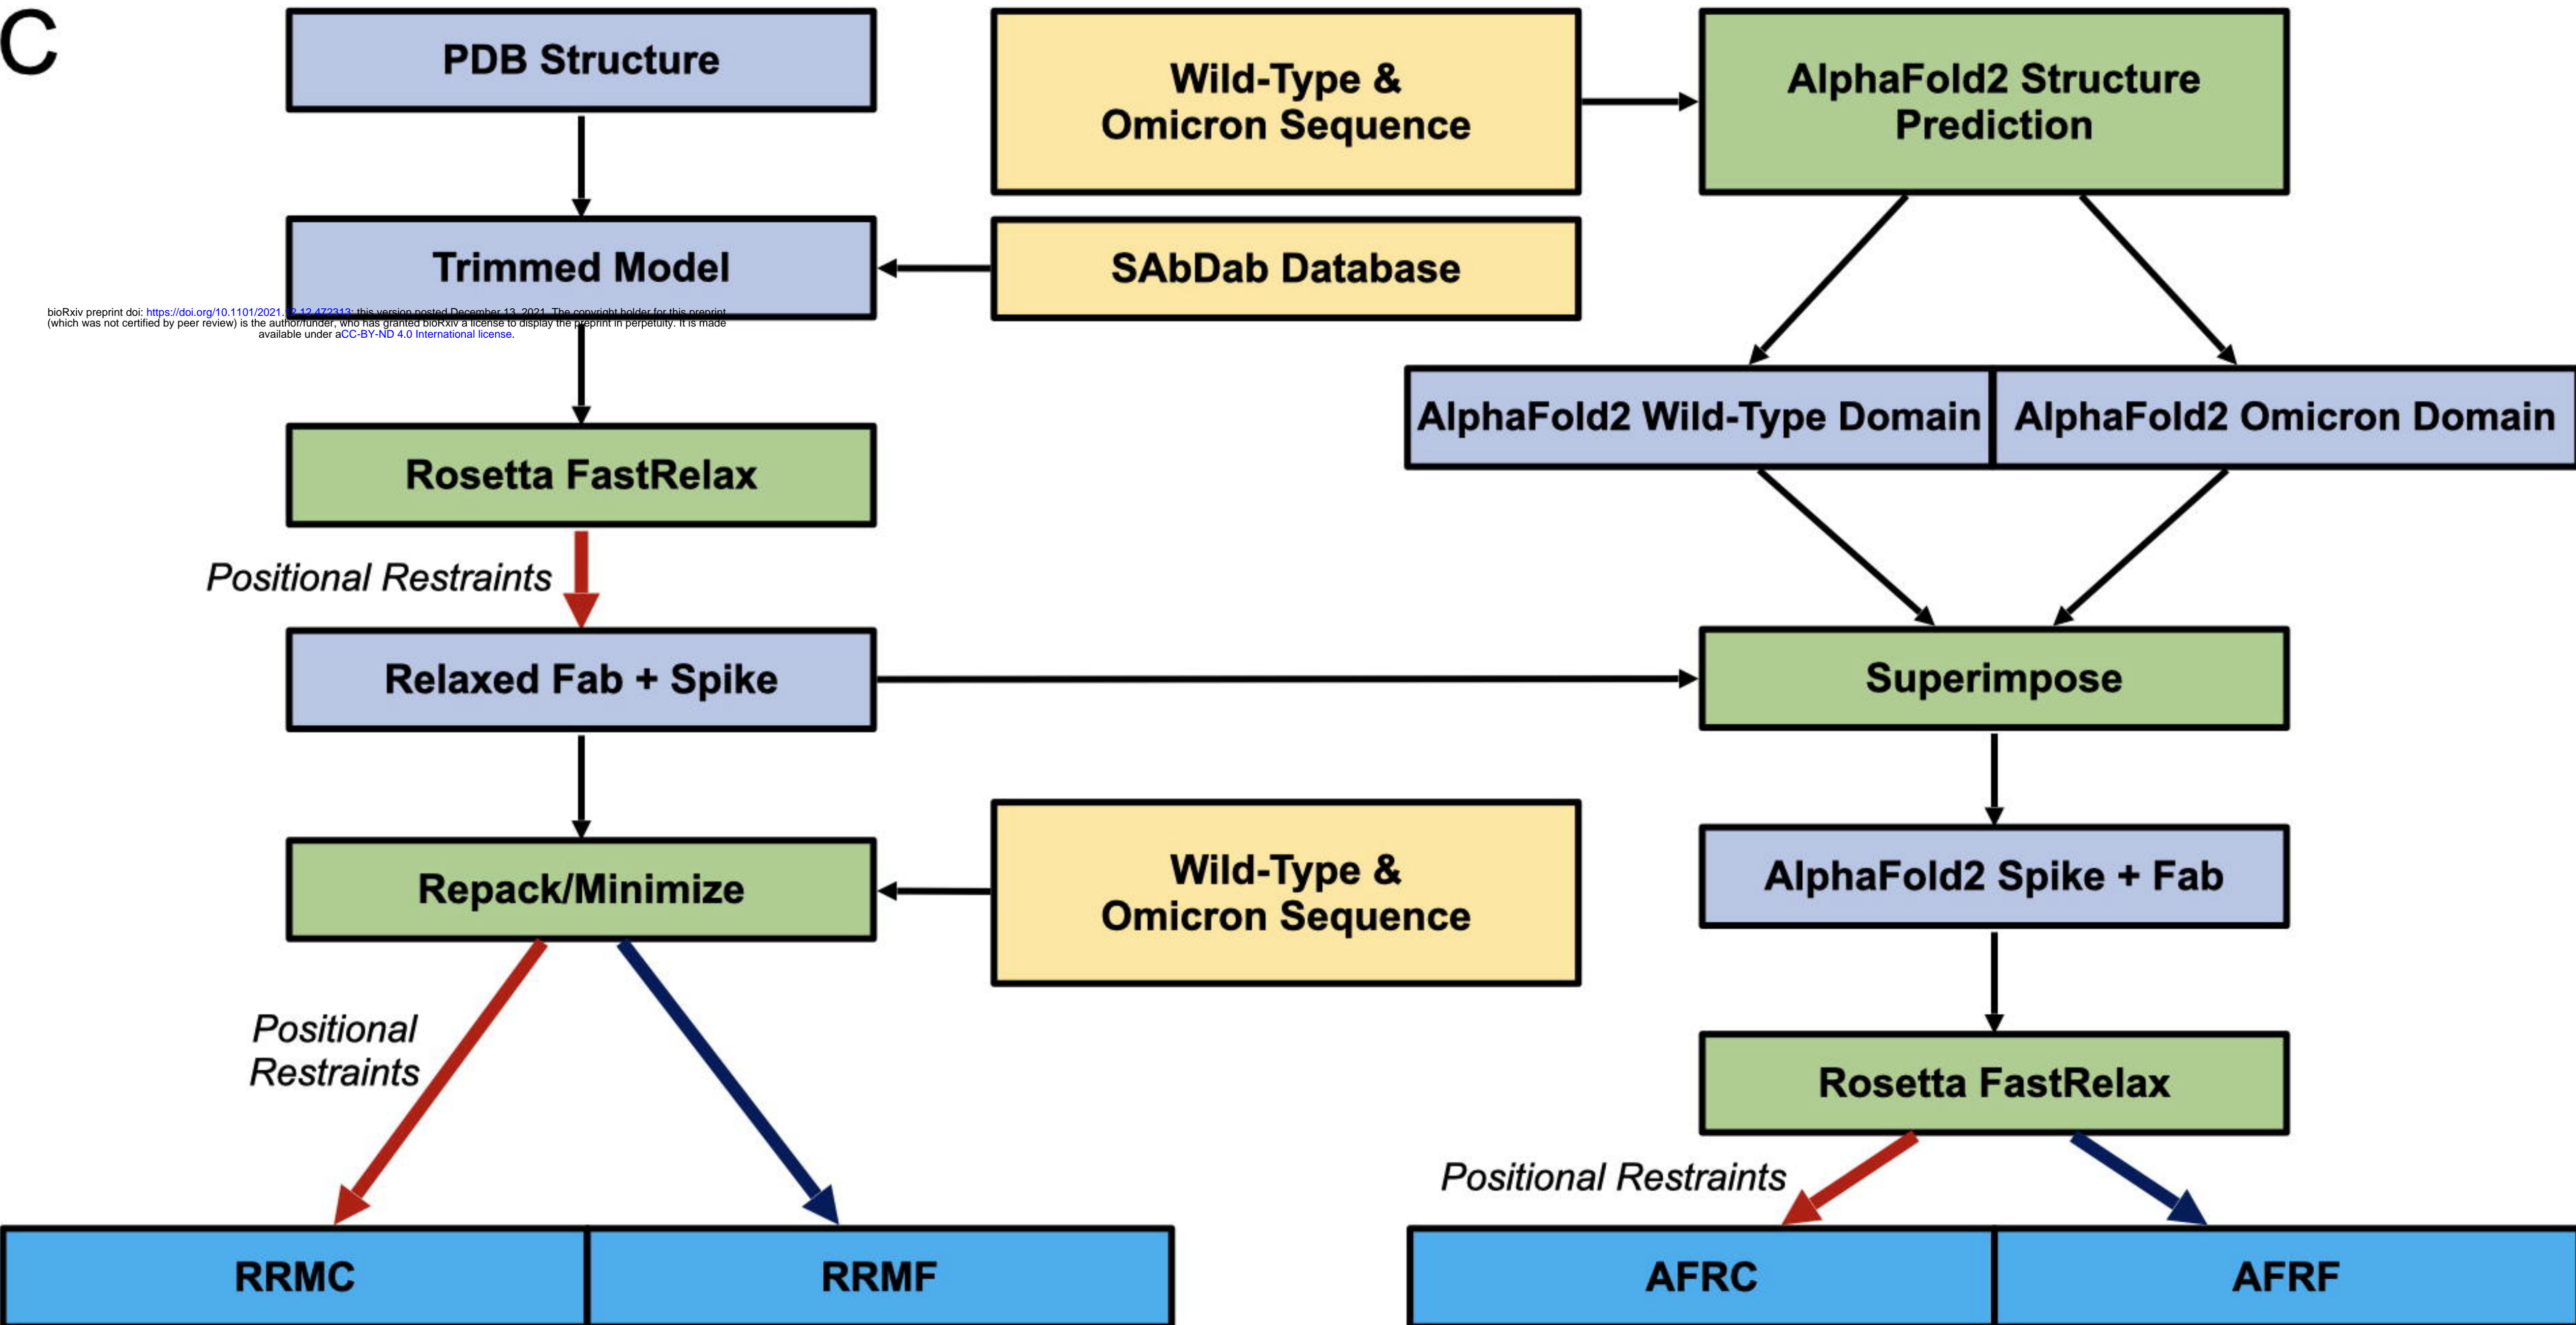 C
PDB Structure
Wild-Type &
Omicron Sequence
AlphaFold2 Structure
Prediction
Trimmed Model
SAbDab Database
bioRxiv preprint doi: https://doi.org/10.1101/2021.12.12.472313; this version posted December 13, 2021. The copyright holder for this preprint
(which was not certified by peer review) is the author/funder, who has granted bioRxiv a license to display the preprint in perpetuity. It is made
available under aCC-BY-ND 4.0 International license.
AlphaFold2 Wild-Type Domain
AlphaFold2 Omicron Domain
Rosetta FastRelax
Positional Restraints
Relaxed Fab + Spike
Superimpose
Repack/Minimize
Wild-Type &
Omicron Sequence
AlphaFold2 Spike + Fab
Positional
Restraints
Rosetta FastRelax
Positional Restraints
RRMC
RRMF
AFRC
AFRF